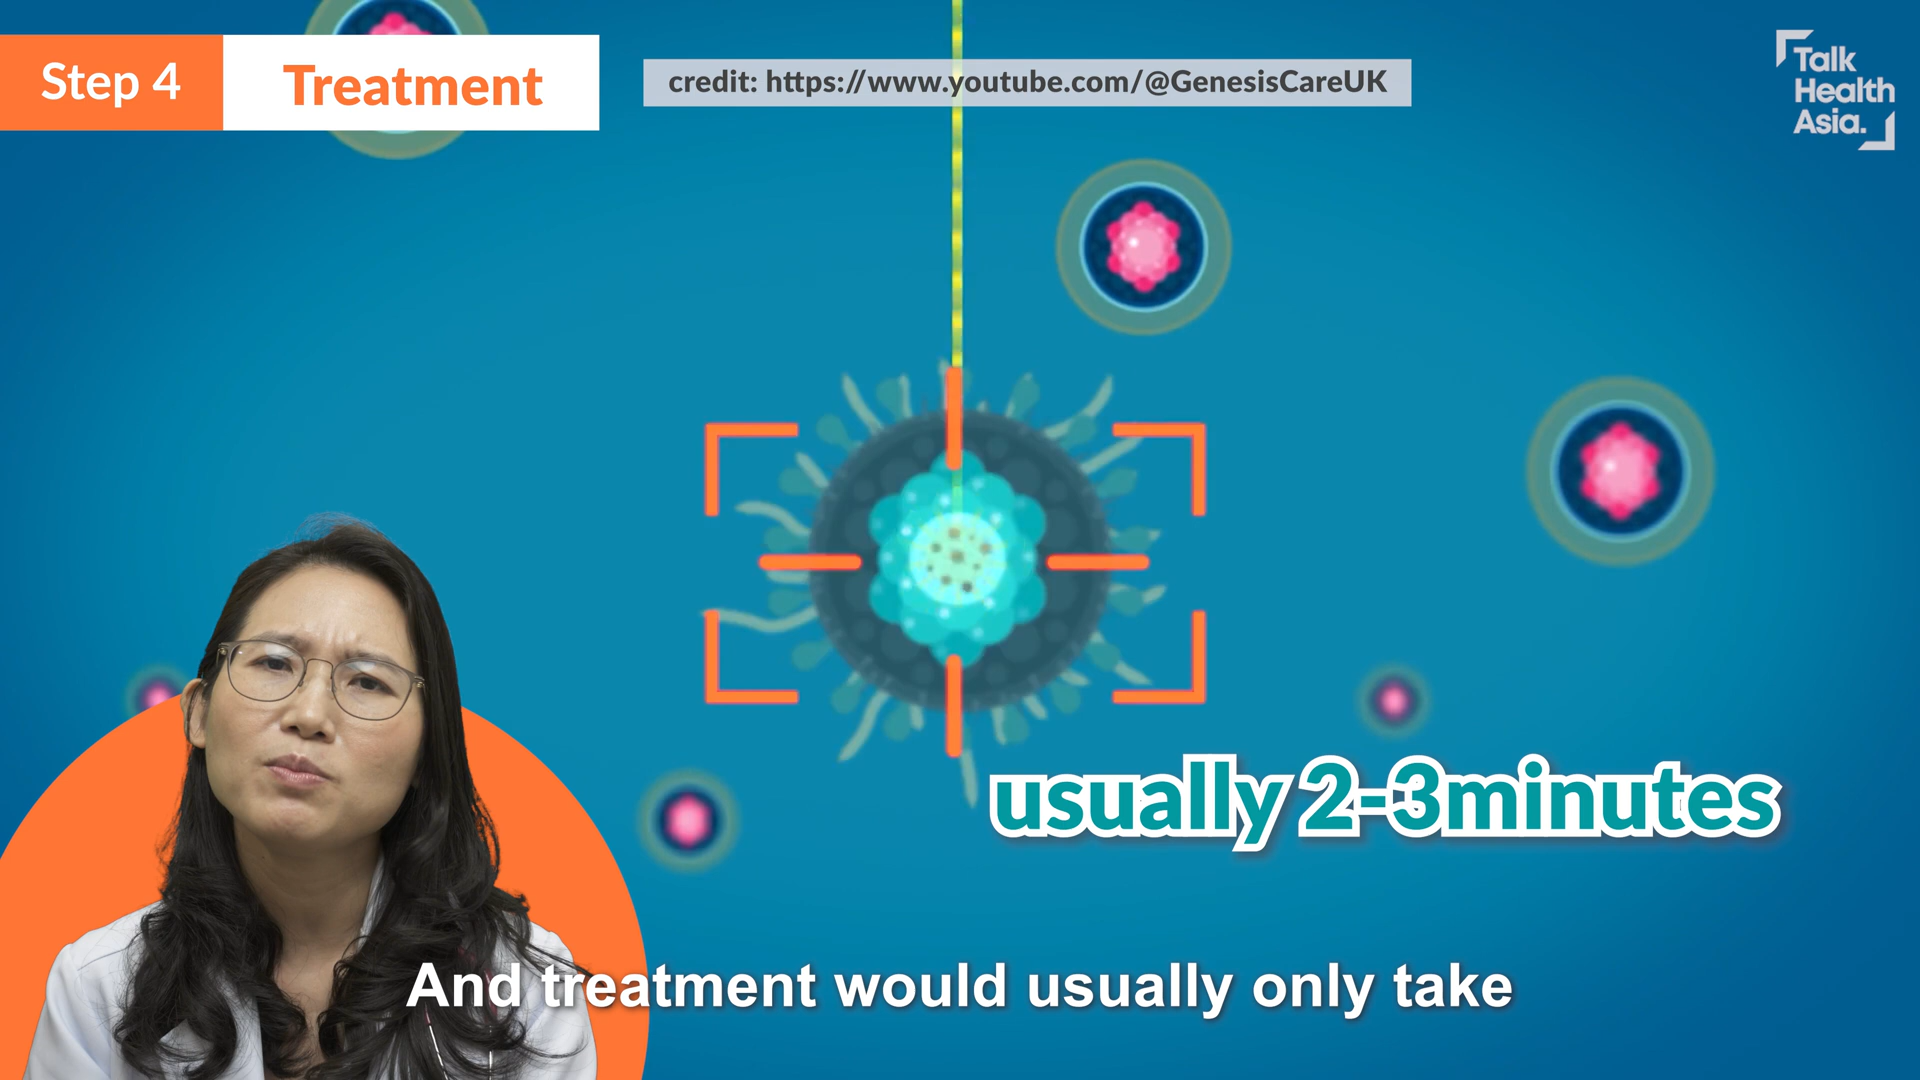 Step 4
Treatment
credit: https://www.youtube.com/@GenesisCareUK
Talk
Health
Asia.
usually 2-3minutes
And treatment would usually only take